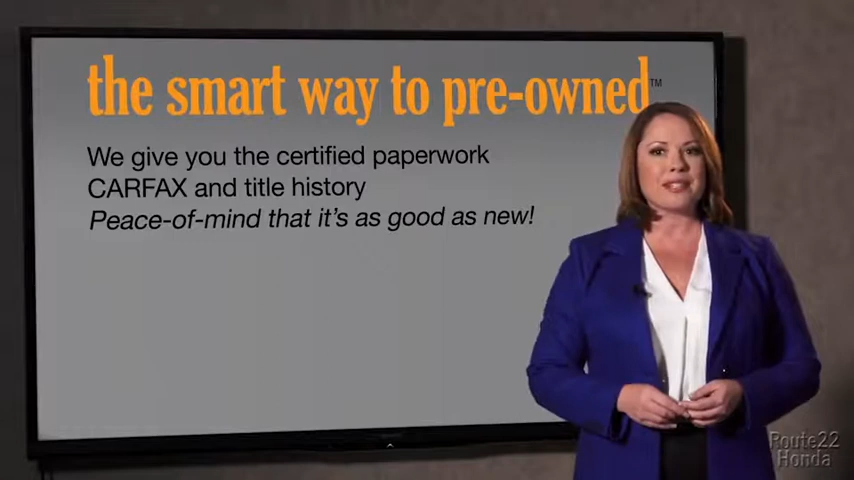 the smart way to pre-owned™
We give you the certified paperwork
CARFAX and title history
Peace-of-mind that it's as good as new!
Route22
Honda